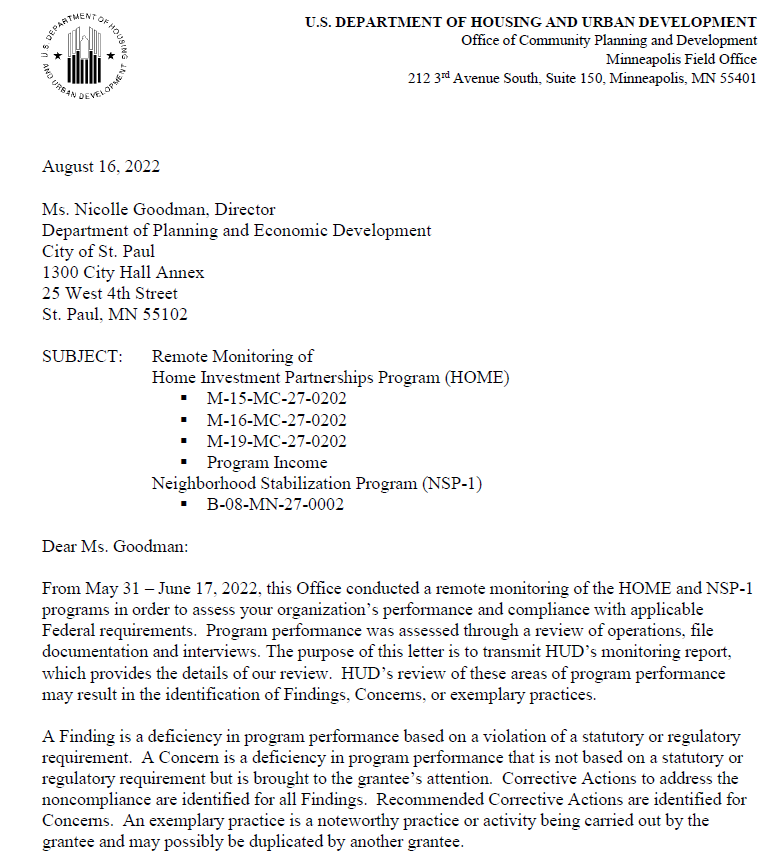 U.S. DEPARTMENT OF HOUSING AND URBAN DEVELOPMENT
U.S. DEPARTMENT OF HOUSING AND URBAN DEVELOPMENT
Office of Community Planning and Development
Minneapolis Field Office
212 3rd Avenue South, Suite 150, Minneapolis, MN 55401
August 16, 2022
Ms. Nicolle Goodman, Director
Department of Planning and Economic Development
City of St. Paul
1300 City Hall Annex
25 West 4th Street
St. Paul, MN 55102
SUBJECT: Remote Monitoring of
Home Investment Partnerships Program (HOME)
▪ M-15-MC-27-0202
▪ M-16-MC-27-0202
▪ M-19-MC-27-0202
▪ Program Income
Neighborhood Stabilization Program (NSP-1)
▪ B-08-MN-27-0002
Dear Ms. Goodman:
From May 31 – June 17, 2022, this Office conducted a remote monitoring of the HOME and NSP-1
programs in order to assess your organization’s performance and compliance with applicable
Federal requirements.  Program performance was assessed through a review of operations, file
documentation and interviews. The purpose of this letter is to transmit HUD’s monitoring report,
which provides the details of our review.  HUD’s review of these areas of program performance
may result in the identification of Findings, Concerns, or exemplary practices.
A Finding is a deficiency in program performance based on a violation of a statutory or regulatory
requirement.  A Concern is a deficiency in program performance that is not based on a statutory or
regulatory requirement but is brought to the grantee’s attention.  Corrective Actions to address the
noncompliance are identified for all Findings.  Recommended Corrective Actions are identified for
Concerns.  An exemplary practice is a noteworthy practice or activity being carried out by the
grantee and may possibly be duplicated by another grantee.